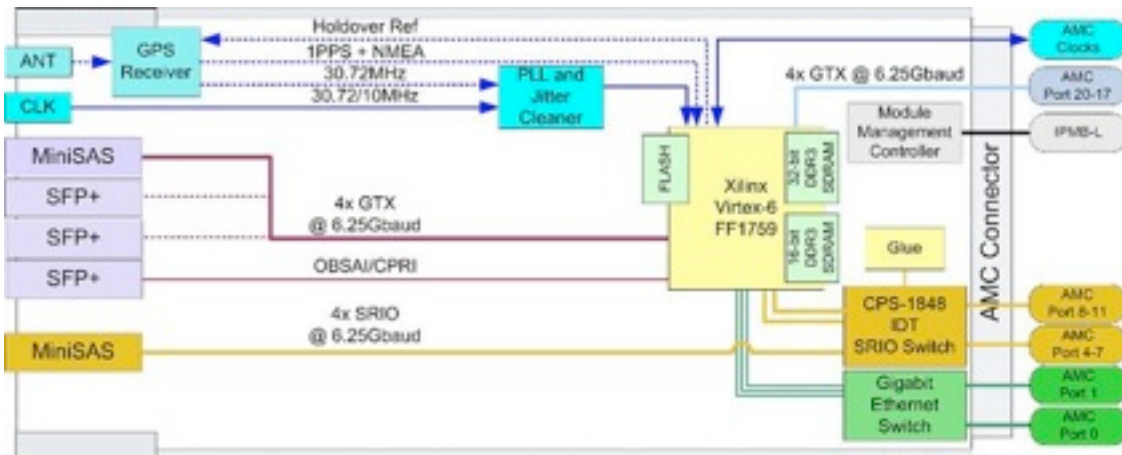 Holdover Ref
ANT
GPS
Receiver
1PPS + NMEA
30.72MHz
30.72/10MHz
CLK
PLL and
Jitter
Cleaner
4x GTX @ 6.25Gbaud
AMC
Clocks
AMC
Port 20-17
Module
Management
Controller
IPMB-L
MiniSAS
SFP+
SFP+
SFP+
4x GTX
@ 6.25Gbaud
OBSAI/CPRI
FLASH
Xilinx
Virtex-6
FF1759
32-bit
DDR3
SDRAM
16-bit
DDR3
SDRAM
Glue
AMC Connector
MiniSAS
4x SRIO
@ 6.25Gbaud
CPS-1848
IDT
SRIO Switch
AMC
Port 8-11
AMC
Port 4-7
Gigabit
Ethernet
Switch
AMC
Port 1
AMC
Port 0